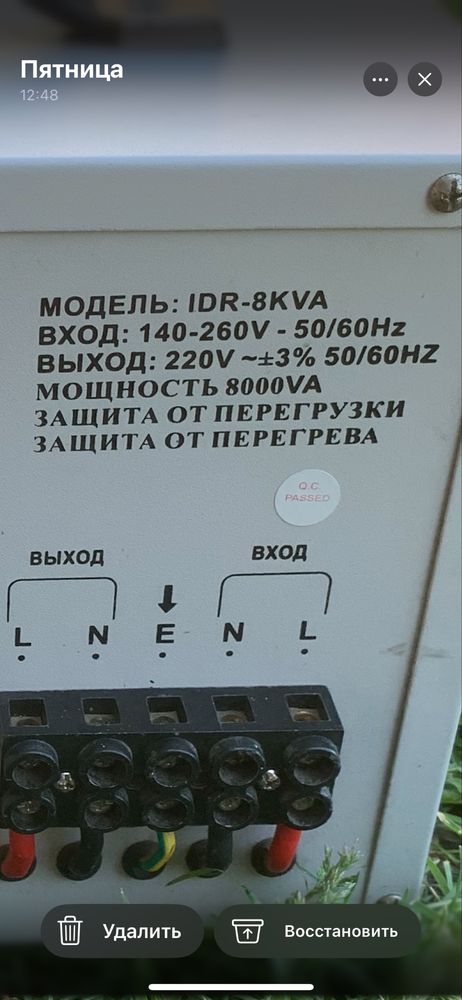 Пятница
12:48
МОДЕЛЬ: IDR-8KVA
ВХОД: 140-260V - 50/60Hz
ВЫХОД: 220V ~±3% 50/60HZ
МОЩНОСТЬ 8000VA
ЗАЩИТА ОТ ПЕРЕГРУЗКИ
ЗАЩИТА ОТ ПЕРЕГРЕВА
Q.C.
PASSED
ВЫХОД ВХОД
L N E N L
Удалить Восстановить